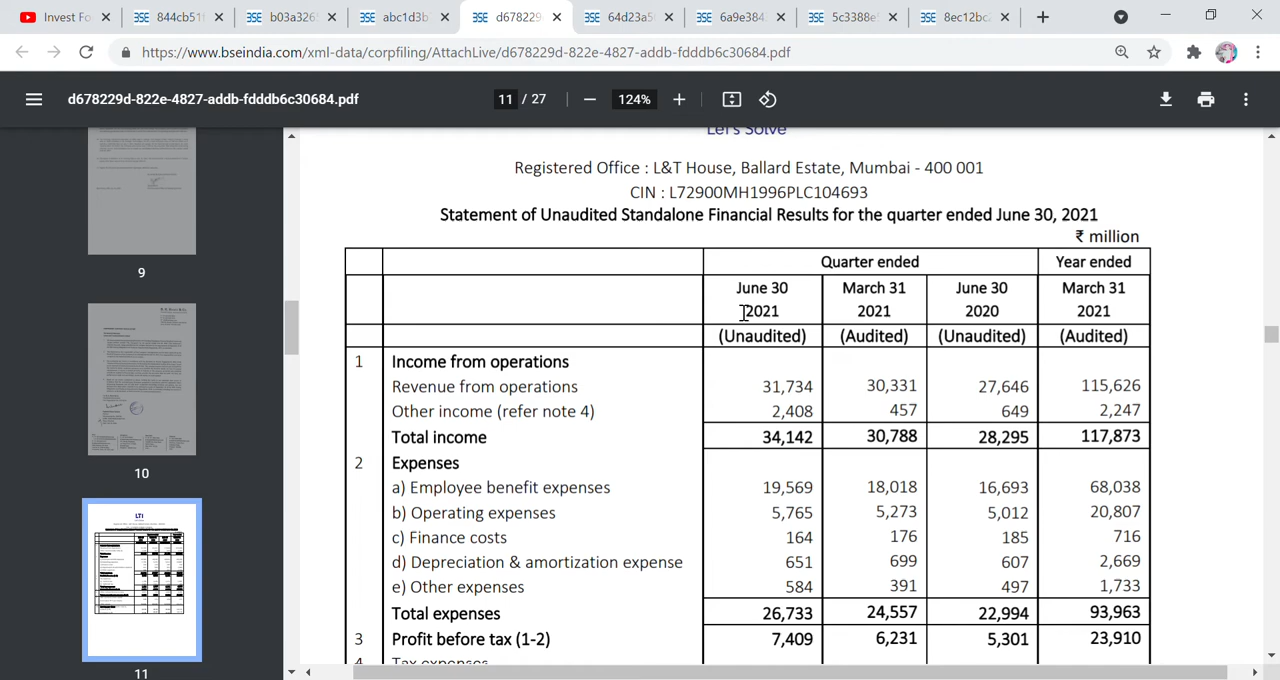 Invest Fo
844cb51f
b03a326
abc1d3b
d678229
64d23a5
6a9e384
5c3388e
8ec12bc
https://www.bseindia.com/xml-data/corpfiling/AttachLive/d678229d-822e-4827-addb-fdddb6c30684.pdf
d678229d-822e-4827-addb-fdddb6c30684.pdf
11 / 27
124%
9
10
LTI
11
Let's Solve
Registered Office : L&T House, Ballard Estate, Mumbai - 400 001
CIN : L72900MH1996PLC104693
Statement of Unaudited Standalone Financial Results for the quarter ended June 30, 2021
₹ million
Quarter ended Year ended
June 30 March 31 June 30 March 31
2021 2021 2020 2021
(Unaudited) (Audited) (Unaudited) (Audited)
1 Income from operations
Revenue from operations 31,734 30,331 27,646 115,626
Other income (refer note 4) 2,408 457 649 2,247
Total income 34,142 30,788 28,295 117,873
2 Expenses
a) Employee benefit expenses 19,569 18,018 16,693 68,038
b) Operating expenses 5,765 5,273 5,012 20,807
c) Finance costs 164 176 185 716
d) Depreciation & amortization expense 651 699 607 2,669
e) Other expenses 584 391 497 1,733
Total expenses 26,733 24,557 22,994 93,963
3 Profit before tax (1-2) 7,409 6,231 5,301 23,910
4 Tax expenses